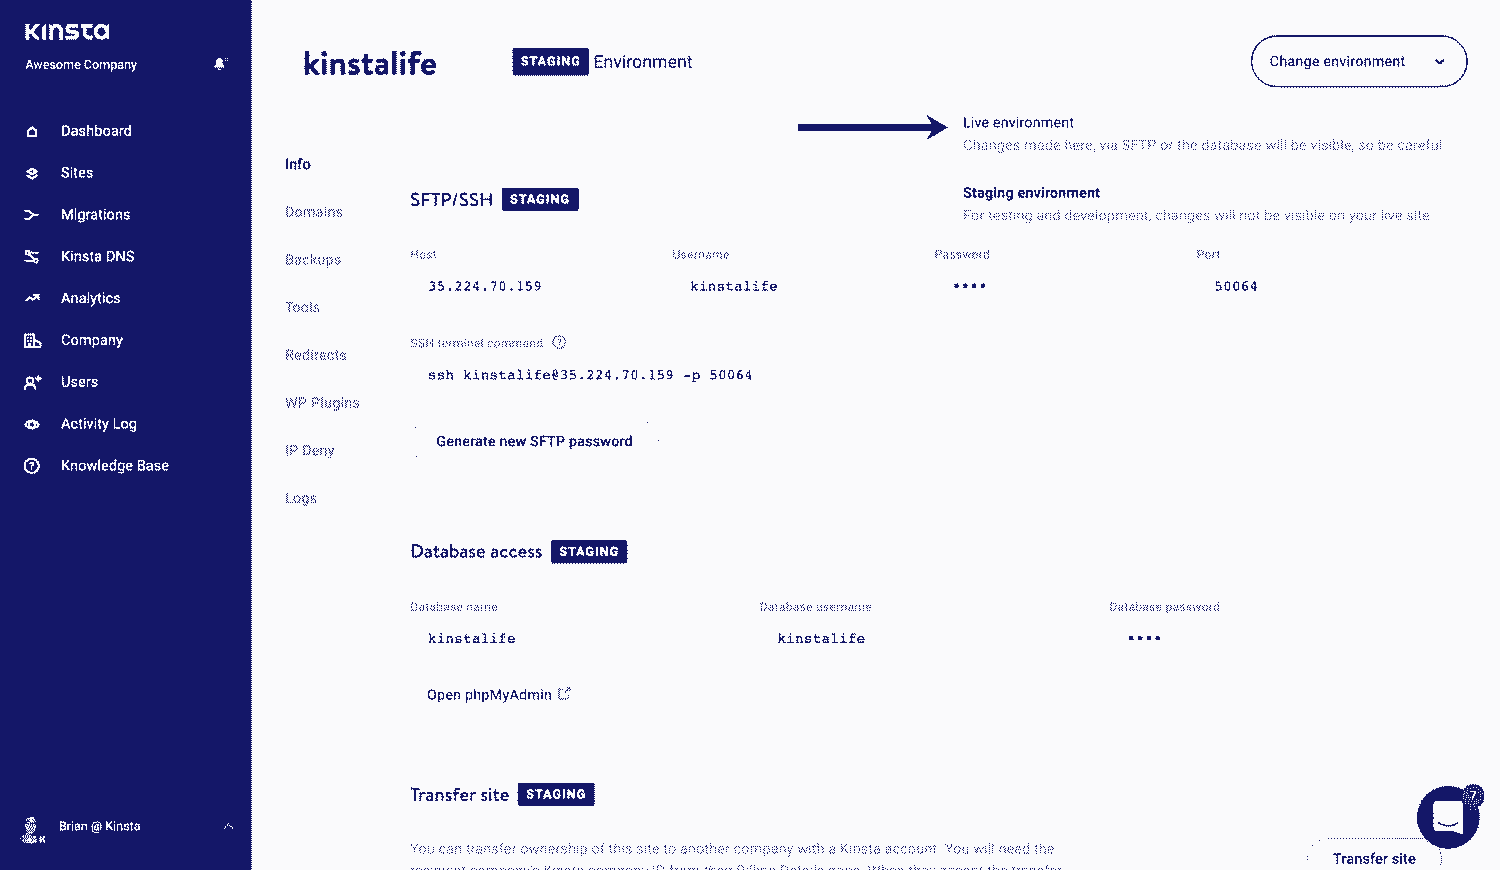 Kinsta
Awesome Company
Dashboard
Sites
Migrations
Kinsta DNS
Analytics
Company
Users
Activity Log
Knowledge Base
Brian @ Kinsta
kinstalife STAGING Environment
Change environment
Live environment
Changes made here, via SFTP or the database will be visible, so be careful
Staging environment
For testing and development, changes will not be visible on your live site
Info
Domains
Backups
Tools
Redirects
WP Plugins
IP Deny
Logs
SFTP/SSH STAGING
Host Username Password Port
35.224.70.159 kinstalife •••• 50064
SSH terminal command
ssh kinstalife@35.224.70.159 -p 50064
Generate new SFTP password
Database access STAGING
Database name Database username Database password
kinstalife kinstalife ••••
Open phpMyAdmin
Transfer site STAGING
You can transfer ownership of this site to another company with a Kinsta account. You will need the
Transfer site
7